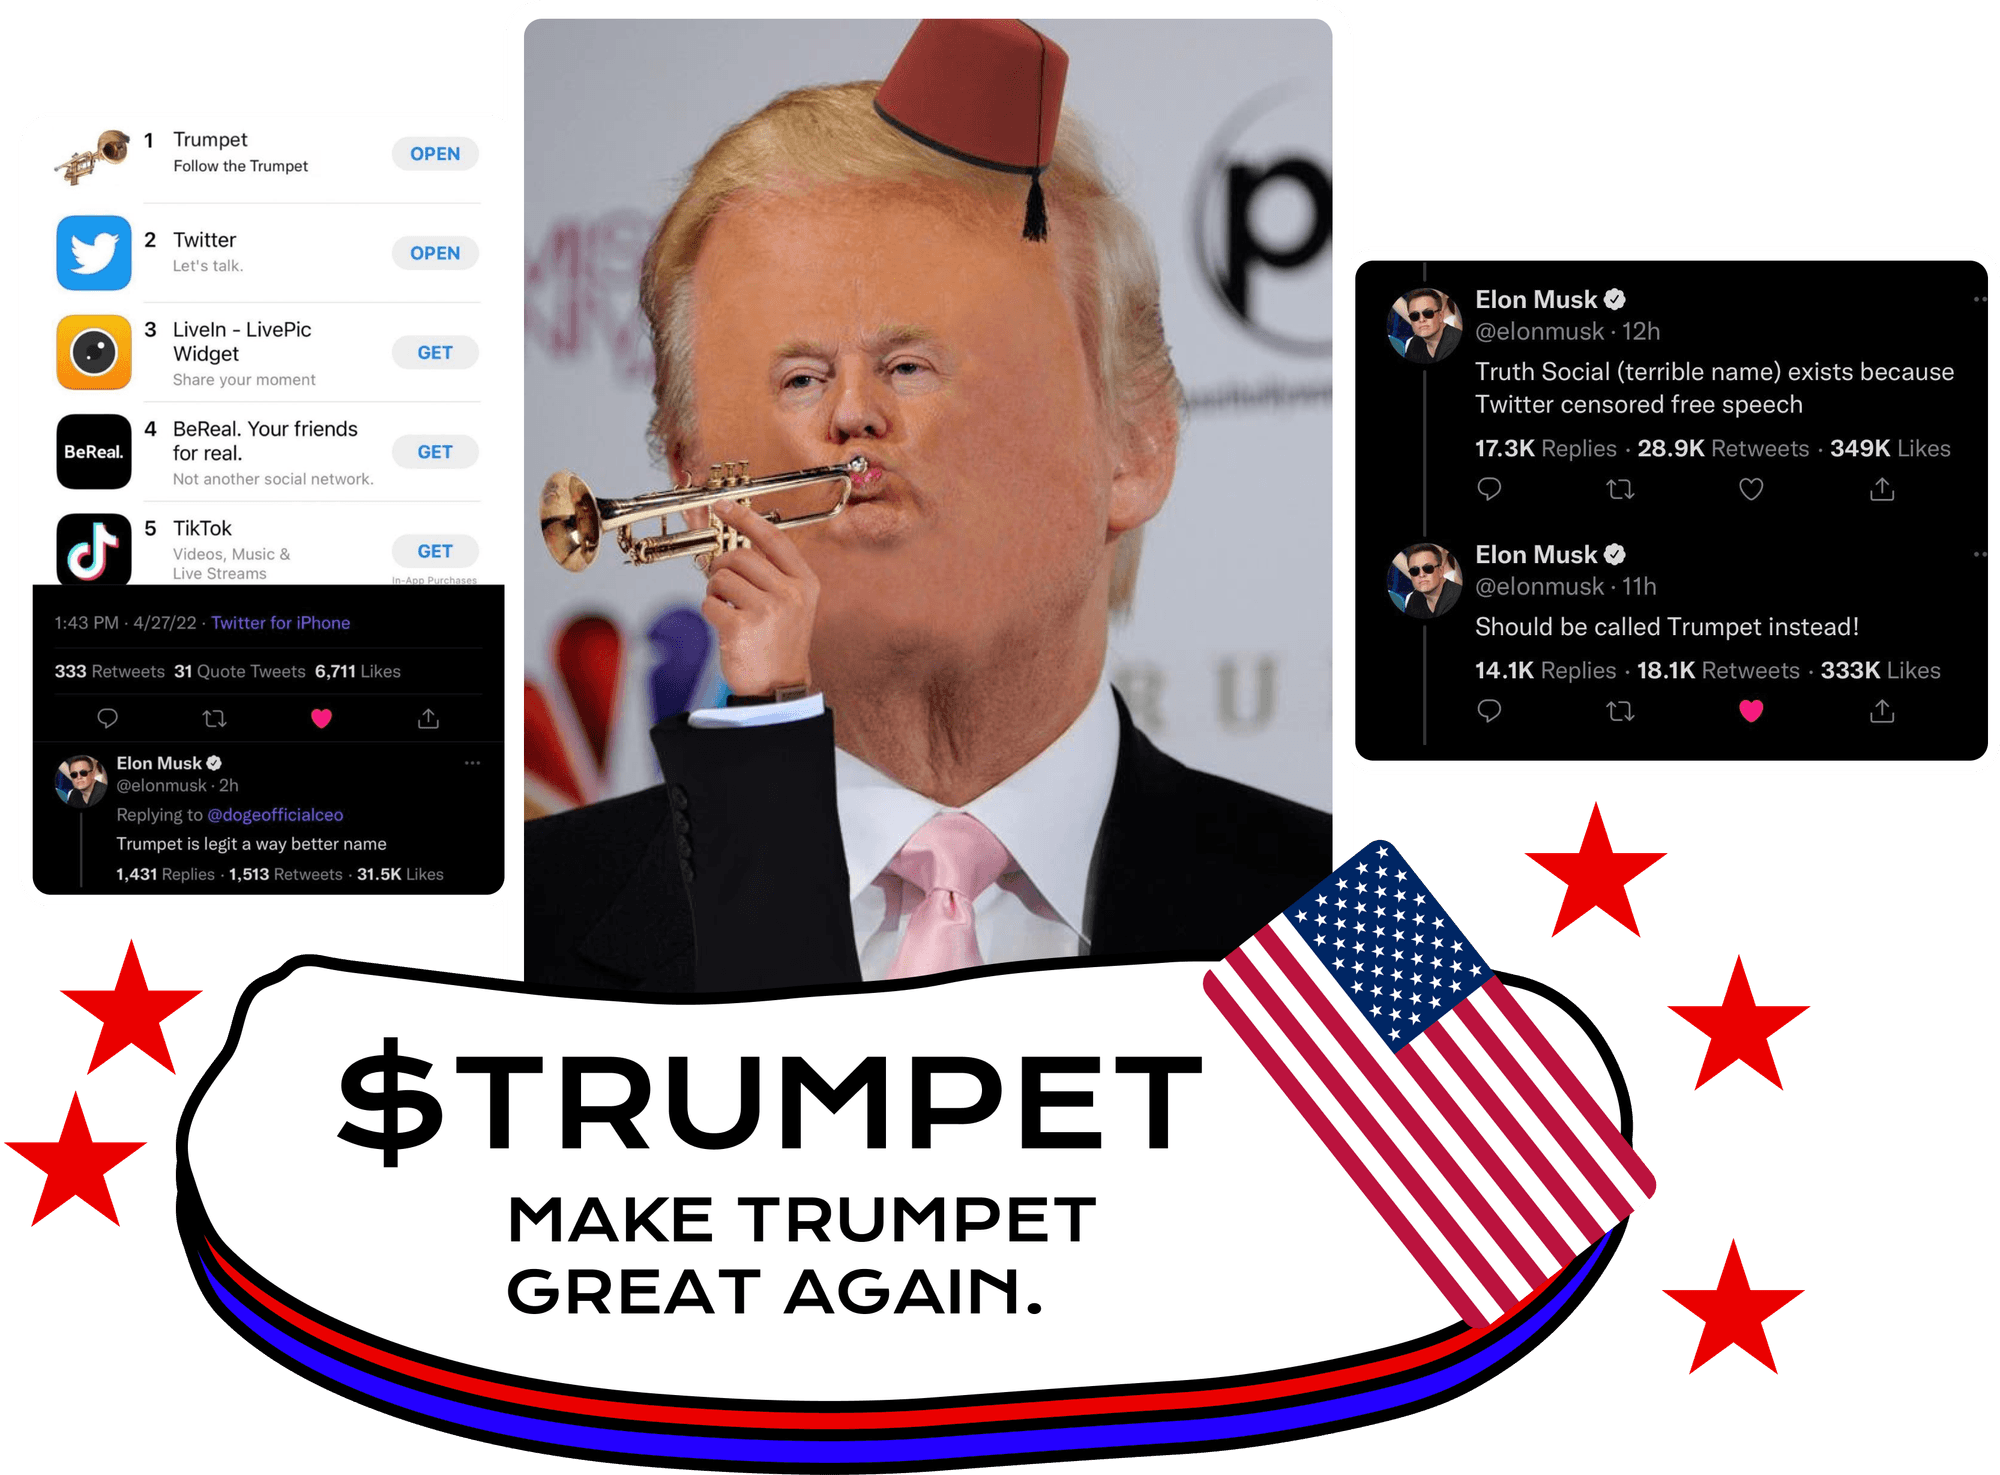 1 Trumpet
Follow the Trumpet
OPEN
2 Twitter
Let's talk.
OPEN
3 LiveIn - LivePic
Widget
Share your moment
GET
BeReal.
4 BeReal. Your friends
for real.
Not another social network.
GET
5 TikTok
Videos, Music &
Live Streams
GET
In-App Purchases
1:43 PM · 4/27/22 · Twitter for iPhone
333 Retweets 31 Quote Tweets 6,711 Likes
Elon Musk
@elonmusk · 2h
Replying to @dogeofficialceo
Trumpet is legit a way better name
1,431 Replies · 1,513 Retweets · 31.5K Likes
p
R U
Elon Musk
@elonmusk · 12h
Truth Social (terrible name) exists because
Twitter censored free speech
17.3K Replies · 28.9K Retweets · 349K Likes
Elon Musk
@elonmusk · 11h
Should be called Trumpet instead!
14.1K Replies · 18.1K Retweets · 333K Likes
$TRUMPET
MAKE TRUMPET
GREAT AGAIN.